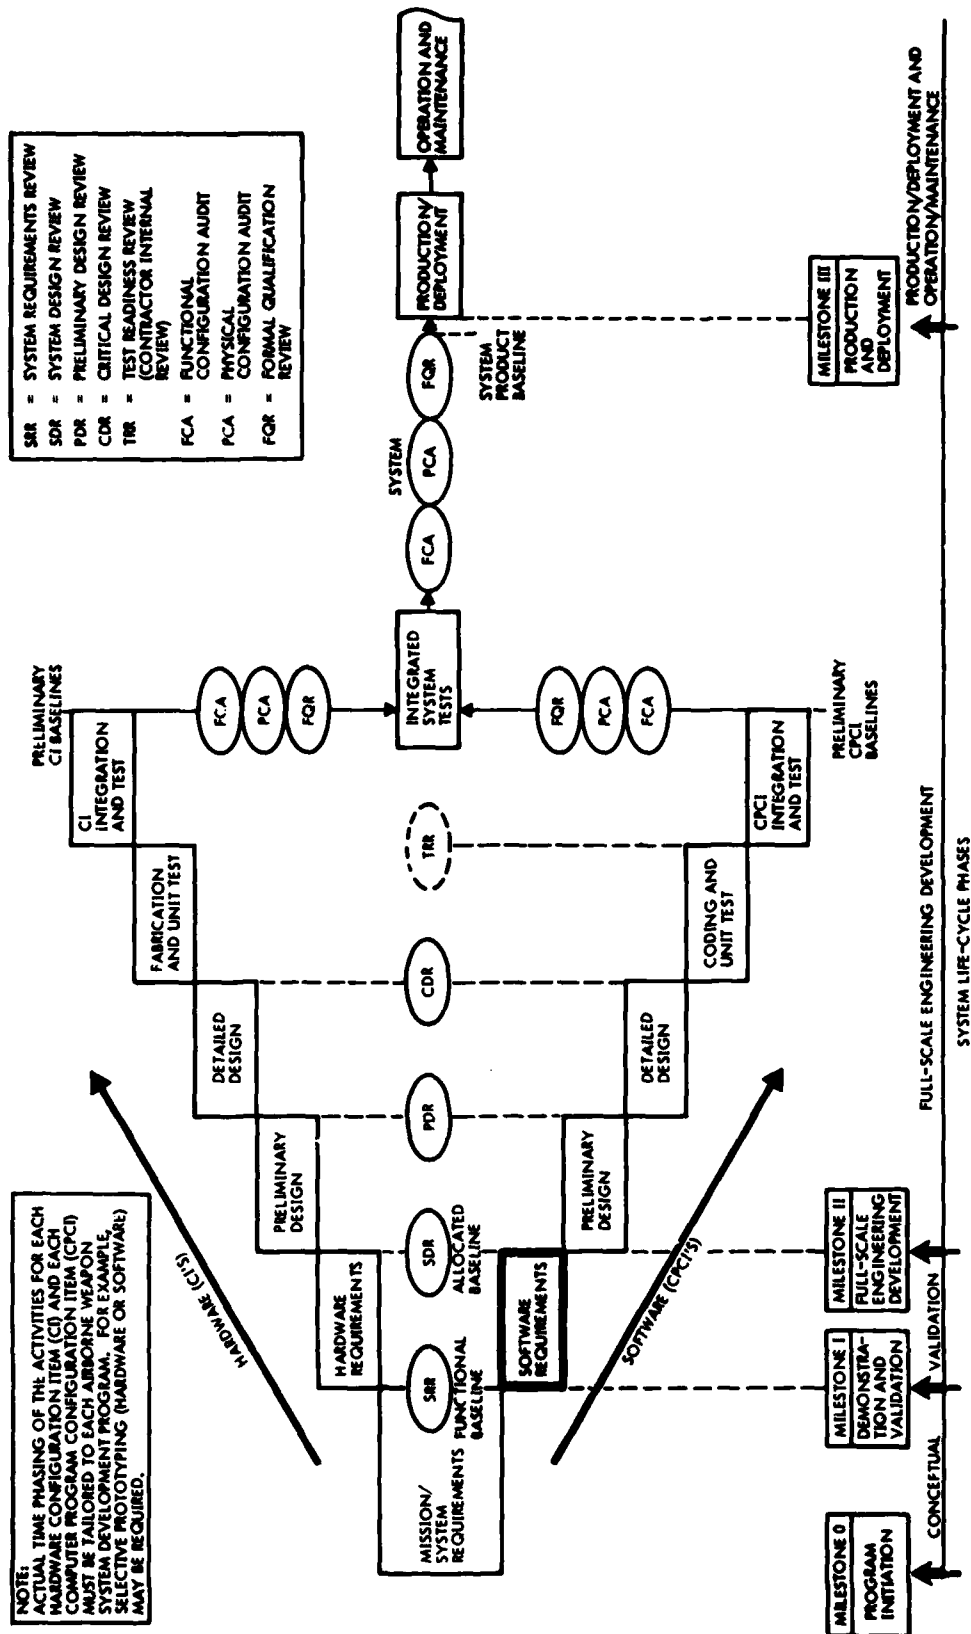 NOTE:
ACTUAL TIME PHASING OF THE ACTIVITIES FOR EACH
HARDWARE CONFIGURATION ITEM (CI) AND EACH
COMPUTER PROGRAM CONFIGURATION ITEM (CPCI)
MUST BE TAILORED TO EACH AIRBORNE WEAPON
SYSTEM DEVELOPMENT PROGRAM. FOR EXAMPLE,
SELECTIVE PROTOTYPING (HARDWARE OR SOFTWARE)
MAY BE REQUIRED.
SRR = SYSTEM REQUIREMENTS REVIEW
SDR = SYSTEM DESIGN REVIEW
PDR = PRELIMINARY DESIGN REVIEW
CDR = CRITICAL DESIGN REVIEW
TRR = TEST READINESS REVIEW
(CONTRACTOR INTERNAL
REVIEW)
FCA = FUNCTIONAL
CONFIGURATION AUDIT
PCA = PHYSICAL
CONFIGURATION AUDIT
FQR = FORMAL QUALIFICATION
REVIEW
HARDWARE (CI'S)
PRELIMINARY
CI BASELINES
CI
INTEGRATION
AND TEST
FABRICATION
AND UNIT TEST
DETAILED
DESIGN
PRELIMINARY
DESIGN
HARDWARE
REQUIREMENTS
FCA
PCA
FQR
MISSION/
SYSTEM
REQUIREMENTS
SRR
FUNCTIONAL
BASELINE
SDR
ALLOCATED
BASELINE
PDR
CDR
TRR
INTEGRATED
SYSTEM
TESTS
SYSTEM
FCA
PCA
FQR
SYSTEM
PRODUCT
BASELINE
PRODUCTION/
DEPLOYMENT
OPERATION AND
MAINTENANCE
SOFTWARE
REQUIREMENTS
PRELIMINARY
DESIGN
DETAILED
DESIGN
CODING AND
UNIT TEST
CPCI
INTEGRATION
AND TEST
FQR
PCA
FCA
PRELIMINARY
CPCI
BASELINES
SOFTWARE (CPCI'S)
MILESTONE 0
PROGRAM
INITIATION
MILESTONE I
DEMONSTRA-
TION AND
VALIDATION
MILESTONE II
FULL-SCALE
ENGINEERING
DEVELOPMENT
MILESTONE III
PRODUCTION
AND
DEPLOYMENT
CONCEPTUAL
VALIDATION
FULL-SCALE ENGINEERING DEVELOPMENT
PRODUCTION/DEPLOYMENT AND
OPERATION/MAINTENANCE
SYSTEM LIFE-CYCLE PHASES